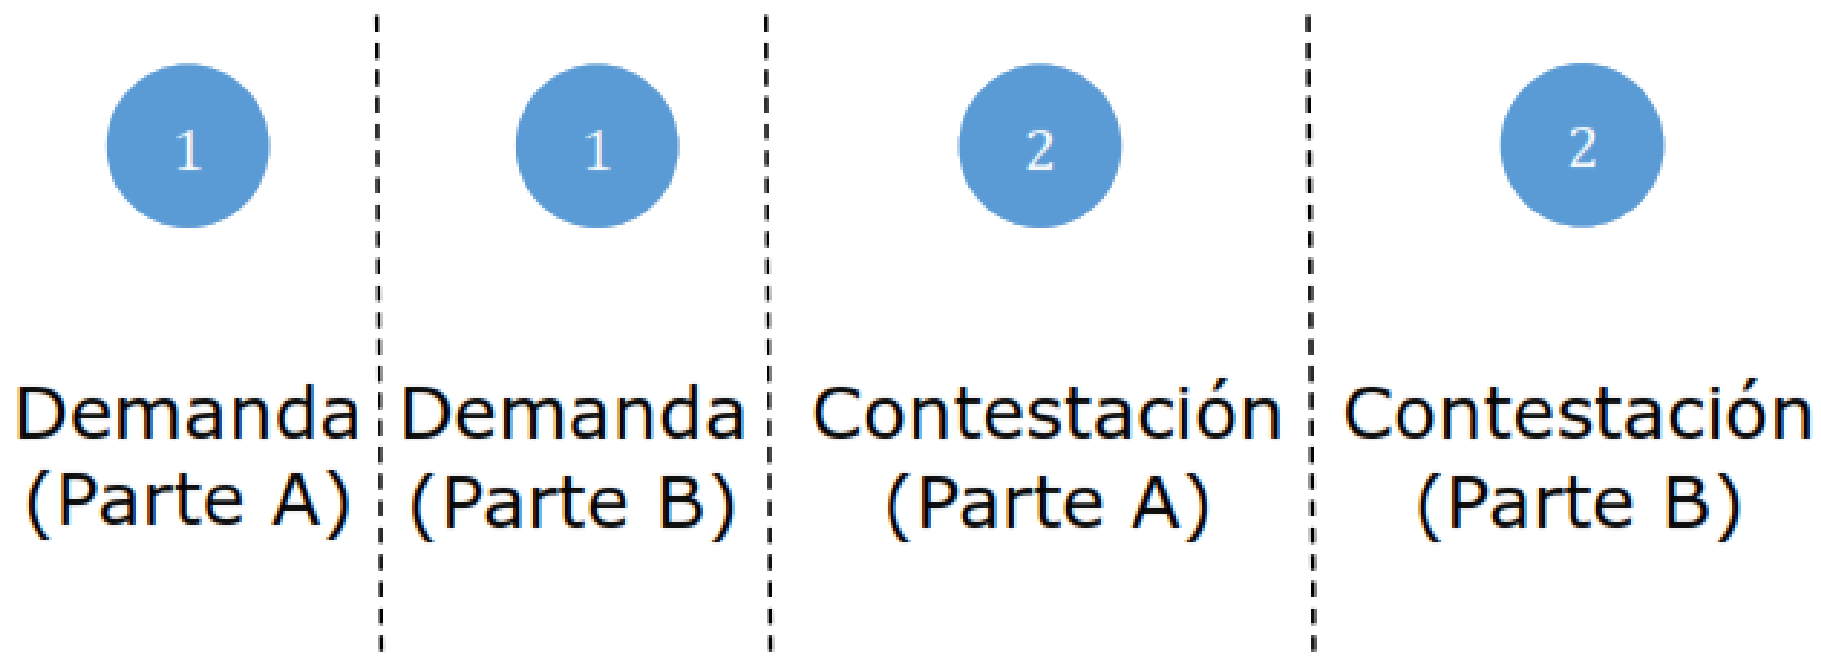 1
Demanda
(Parte A)
1
Demanda
(Parte B)
2
Contestación
(Parte A)
2
Contestación
(Parte B)